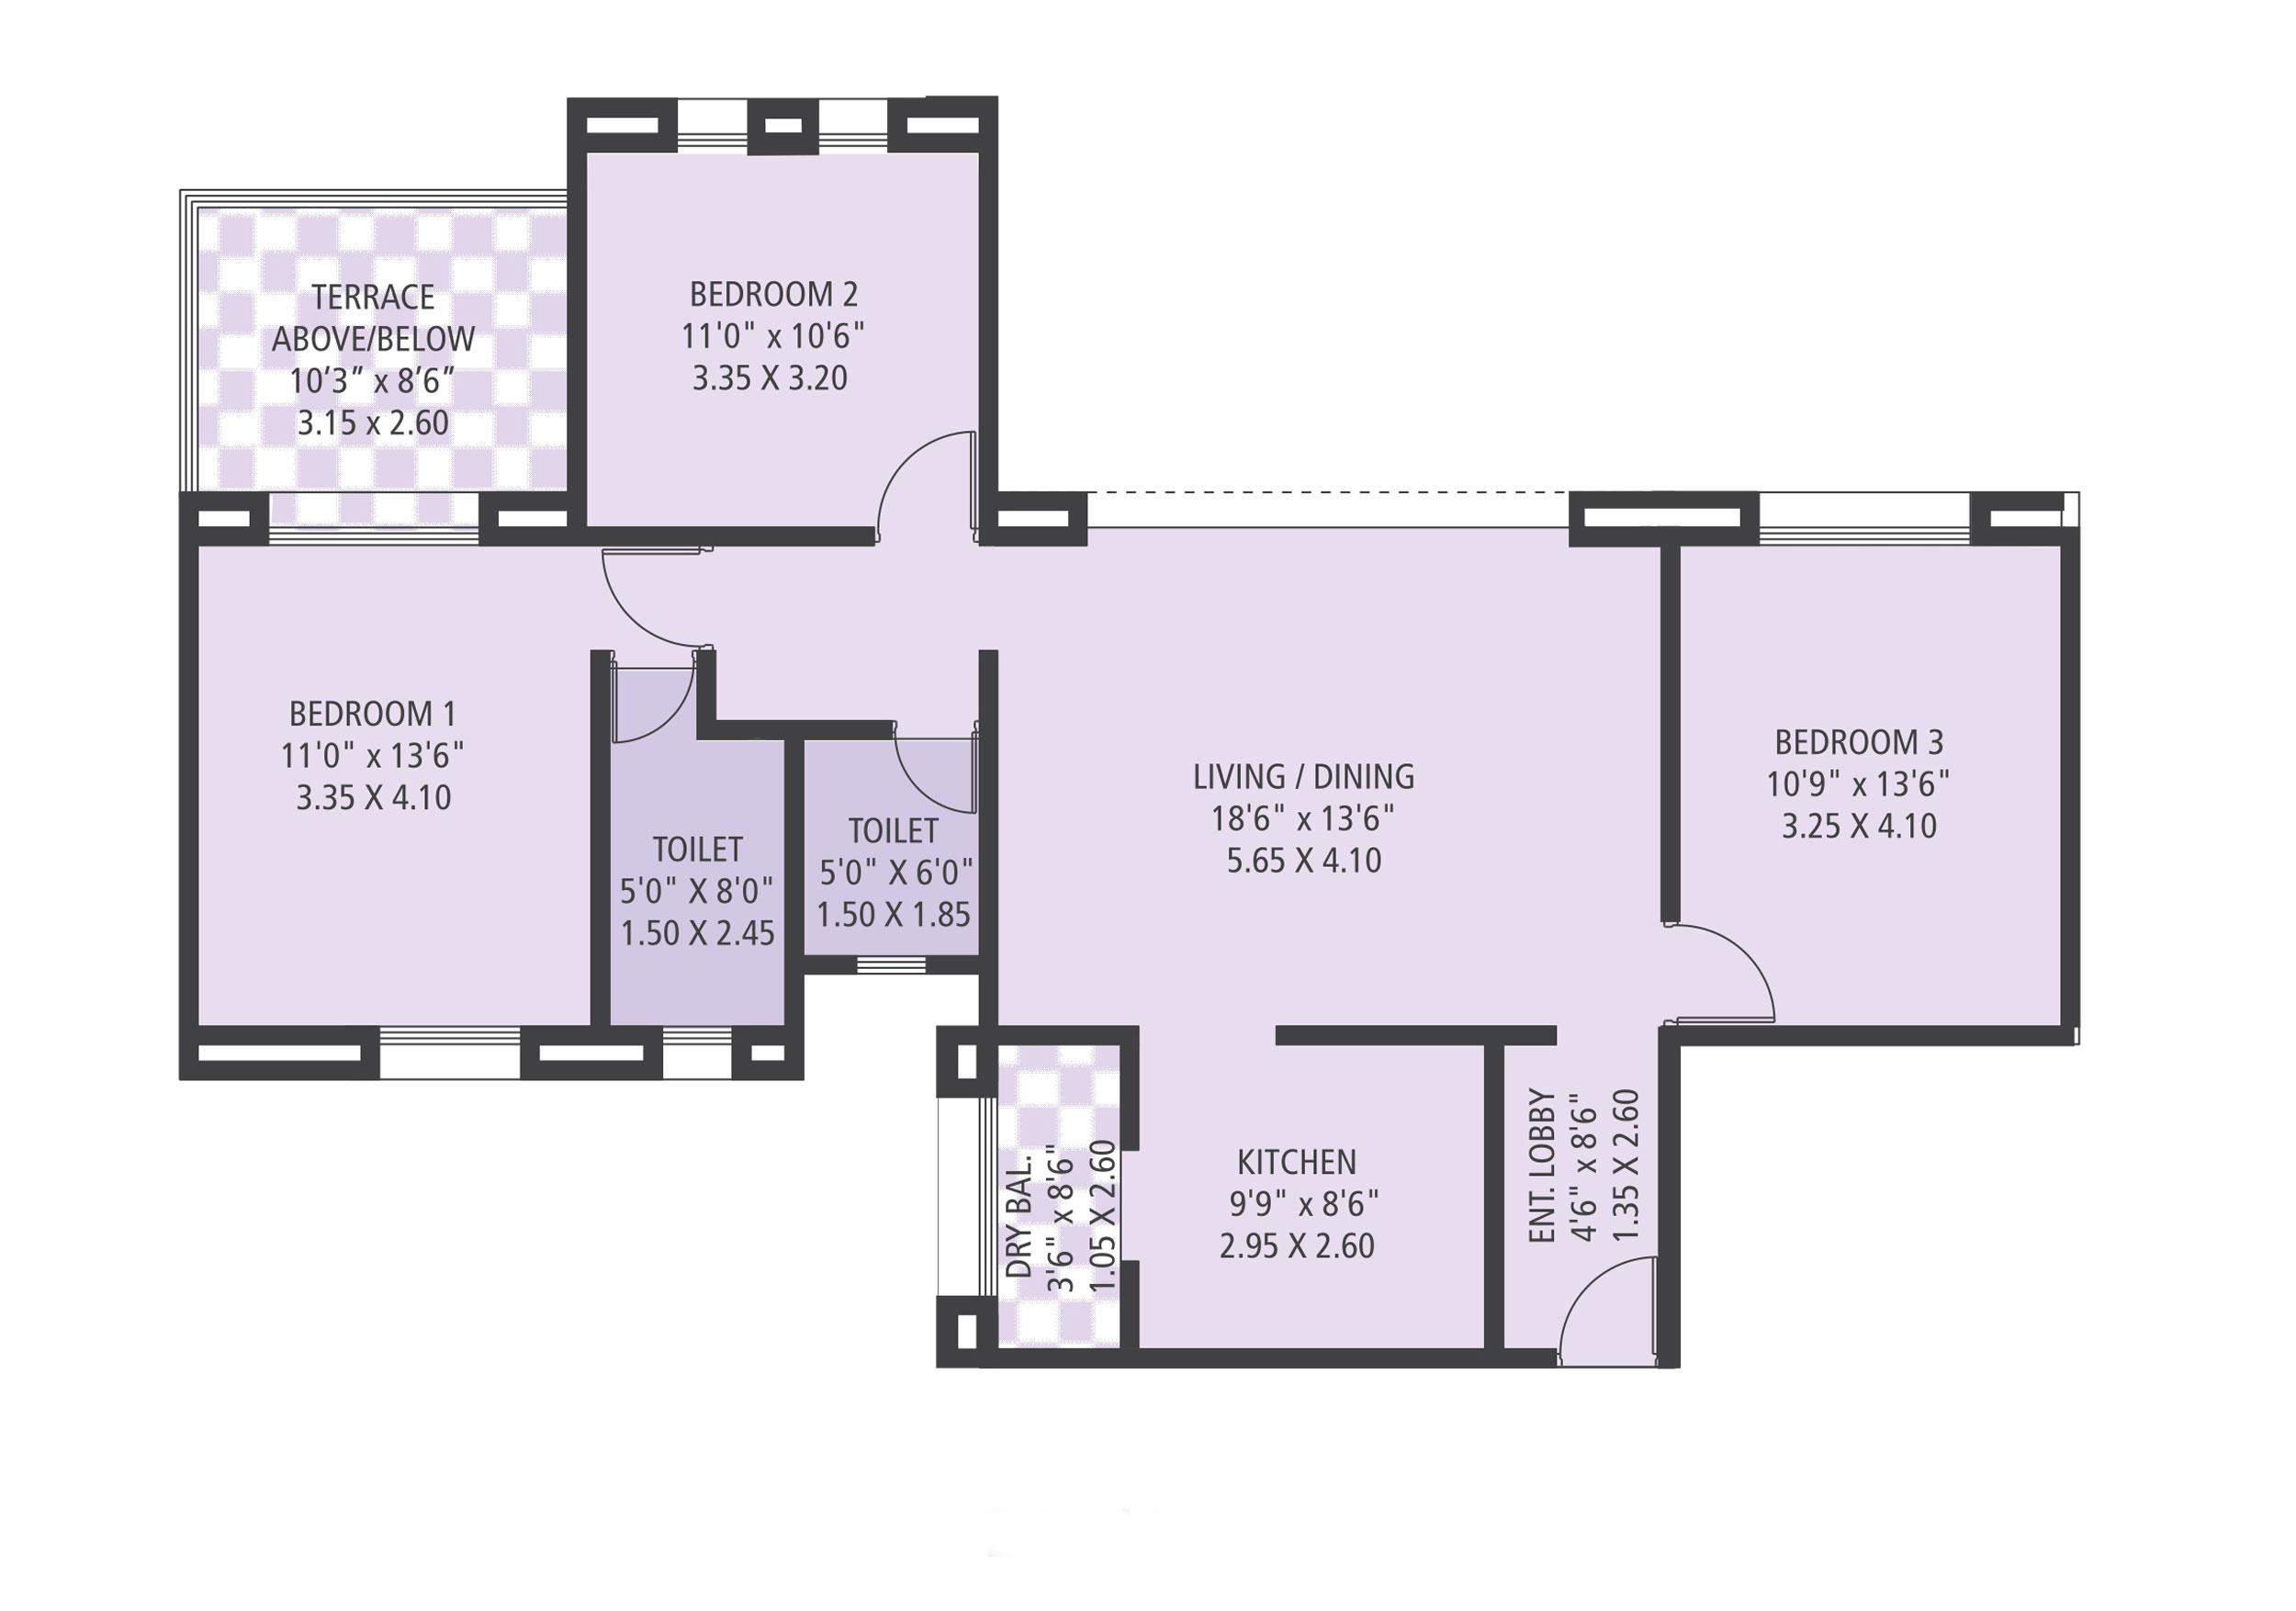 BEDROOM 2
11'0" x 10'6"
3.35 X 3.20
TERRACE
ABOVE/BELOW
10’3” x 8’6”
3.15 x 2.60
BEDROOM 1
11'0" x 13'6"
3.35 X 4.10
TOILET
5'0" X 8'0"
1.50 X 2.45
TOILET
5'0" X 6'0"
1.50 X 1.85
LIVING / DINING
18'6" x 13'6"
5.65 X 4.10
BEDROOM 3
10'9" x 13'6"
3.25 X 4.10
DRY BAL.
3'6" x 8'6"
1.05 X 2.60
KITCHEN
9'9" x 8'6"
2.95 X 2.60
ENT. LOBBY
4'6" x 8'6"
1.35 X 2.60